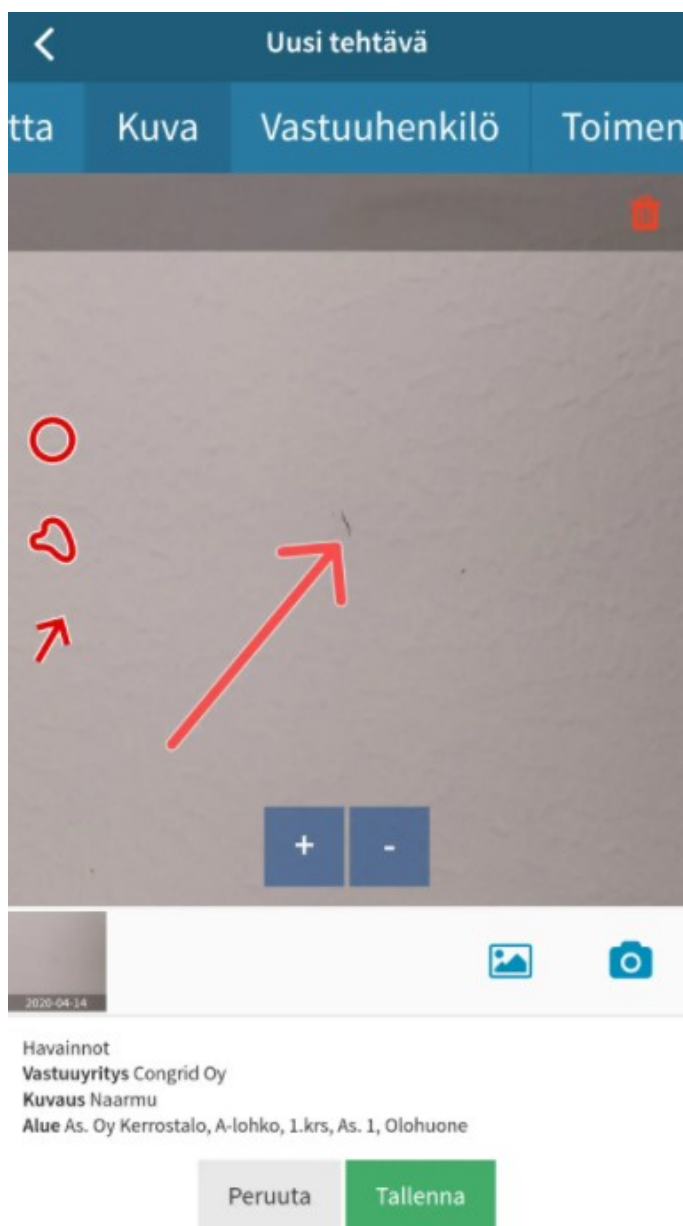 Uusi tehtävä
tta Kuva Vastuuhenkilö Toimen
+ -
2020-04-14
Havainnot
Vastuuyritys Congrid Oy
Kuvaus Naarmu
Alue As. Oy Kerrostalo, A-lohko, 1.krs, As. 1, Olohuone
Peruuta Tallenna